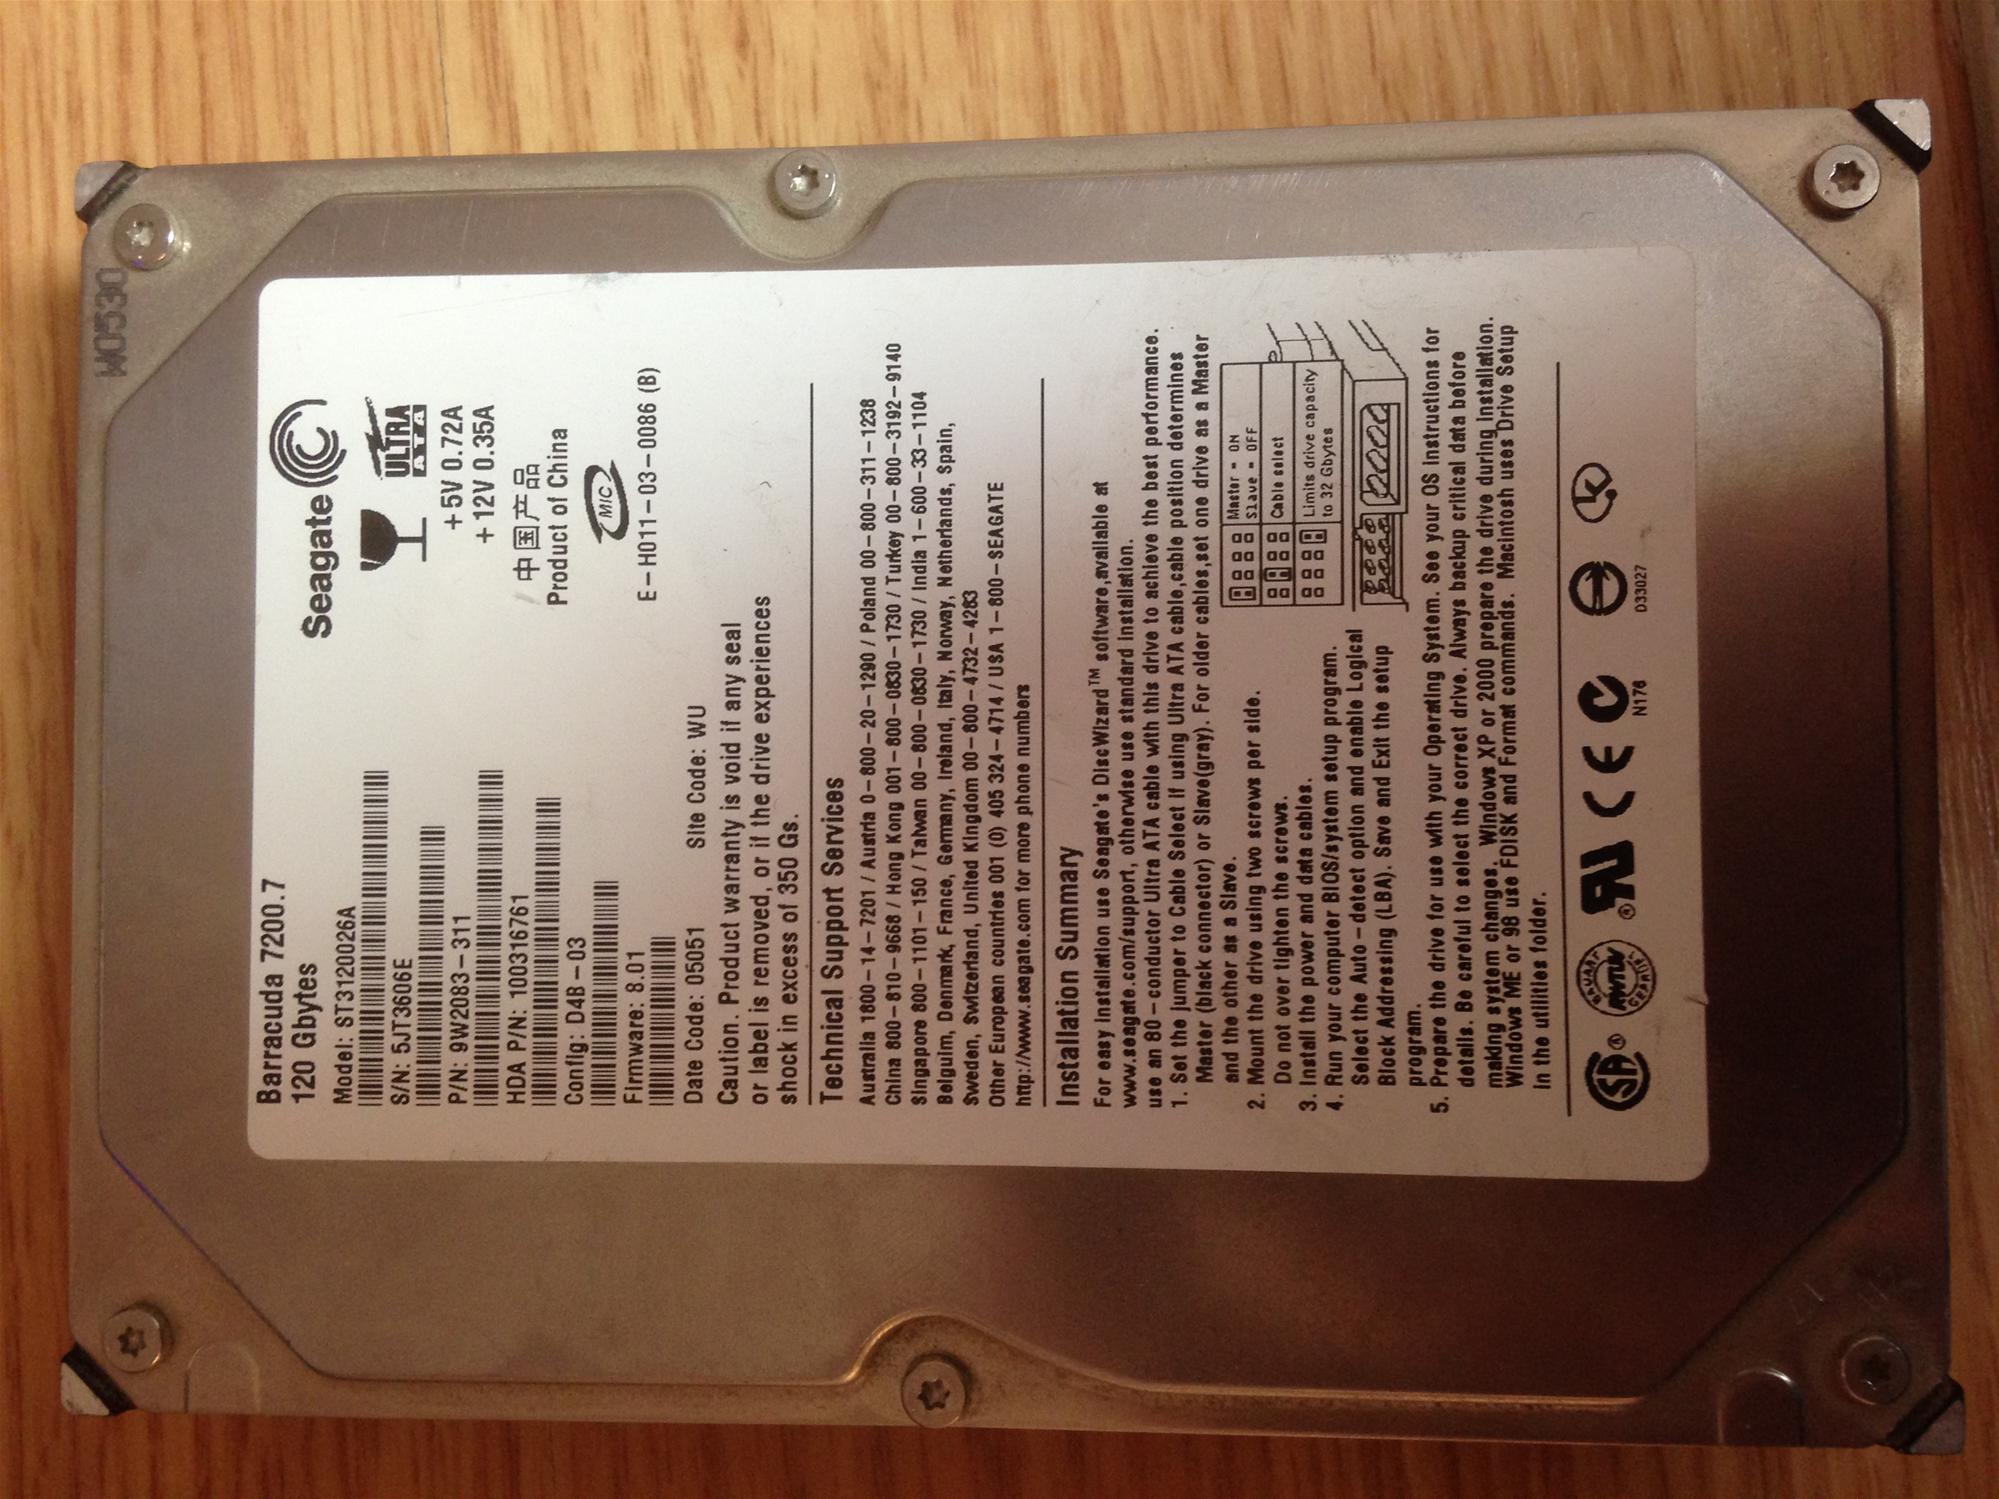 W0530
Seagate
ULTRA
ATA
+5V 0.72A
+12V 0.35A
中国产品
Product of China
MIC
E-H011-03-0086 (B)
Barracuda 7200.7
120 Gbytes
Model: ST3120026A
S/N: 5JT3606E
P/N: 9W2083-311
HDA P/N: 100316761
Config: D4B-03
Firmware: 8.01
Date Code: 05051 Site Code: WU
Caution. Product warranty is void if any seal
or label is removed, or if the drive experiences
shock in excess of 350 Gs.
Technical Support Services
Australia 1800-14-7201 / Austria 0-800-20-1290 / Poland 00-800-311-1238
China 800-810-9668 / Hong Kong 001-800-0830-1730 / Turkey 00-800-3192-9140
Singapore 800-1101-150 / Taiwan 00-800-0830-1730 / India 1-600-33-1104
Belguim, Denmark, France, Germany, Ireland, Italy, Norway, Netherlands, Spain,
Sweden, Switzerland, United Kingdom 00-800-4732-4283
Other European countries 001 (0) 405 324-4714 / USA 1-800-SEAGATE
http://www.seagate.com for more phone numbers
Installation Summary
For easy installation use Seagate's DiscWizard™ software,available at
www.seagate.com/support, otherwise use standard installation.
use an 80-conductor Ultra ATA cable with this drive to achieve the best performance.
1. Set the jumper to Cable Select if using Ultra ATA cable,cable position determines
Master (black connector) or Slave(gray). For older cables,set one drive as a Master
and the other as a Slave.
2. Mount the drive using two screws per side.
Do not over tighten the screws.
3. Install the power and data cables.
4. Run your computer BIOS/system setup program.
Select the Auto-detect option and enable Logical
Block Addressing (LBA). Save and Exit the setup
program.
Master = ON
Slave = OFF
Cable select
Limits drive capacity
to 32 Gbytes
5. Prepare the drive for use with your Operating System. See your OS instructions for
details. Be careful to select the correct drive. Always backup critical data before
making system changes. Windows XP or 2000 prepare the drive during installation.
Windows ME or 98 use FDISK and Format commands. Macintosh uses Drive Setup
in the utilities folder.
SA ®
BAUART
RWTÜV
GEPRÜFT
RU ®
CE
N176
D33027
K